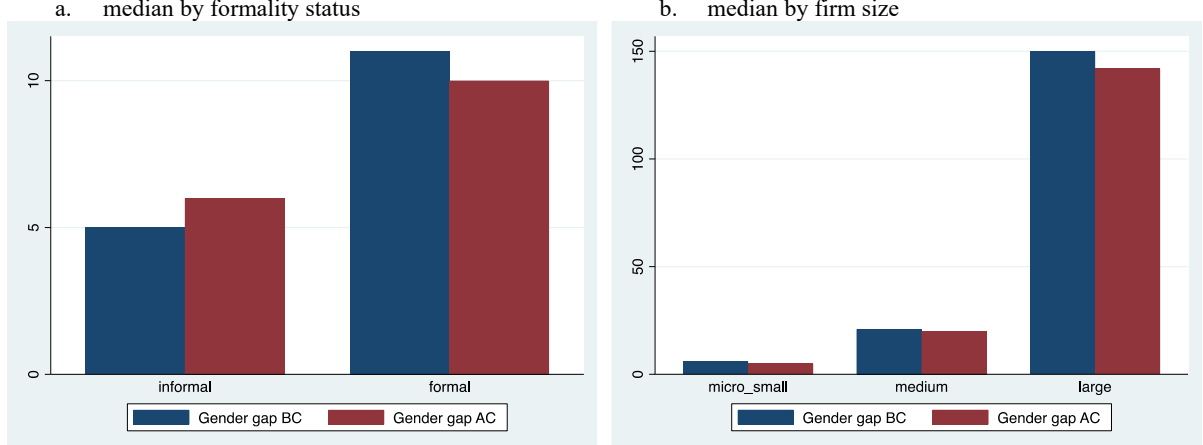 a. median by formality status
10
5
0
informal formal
Gender gap BC Gender gap AC
b. median by firm size
150
100
50
0
micro_small medium large
Gender gap BC Gender gap AC